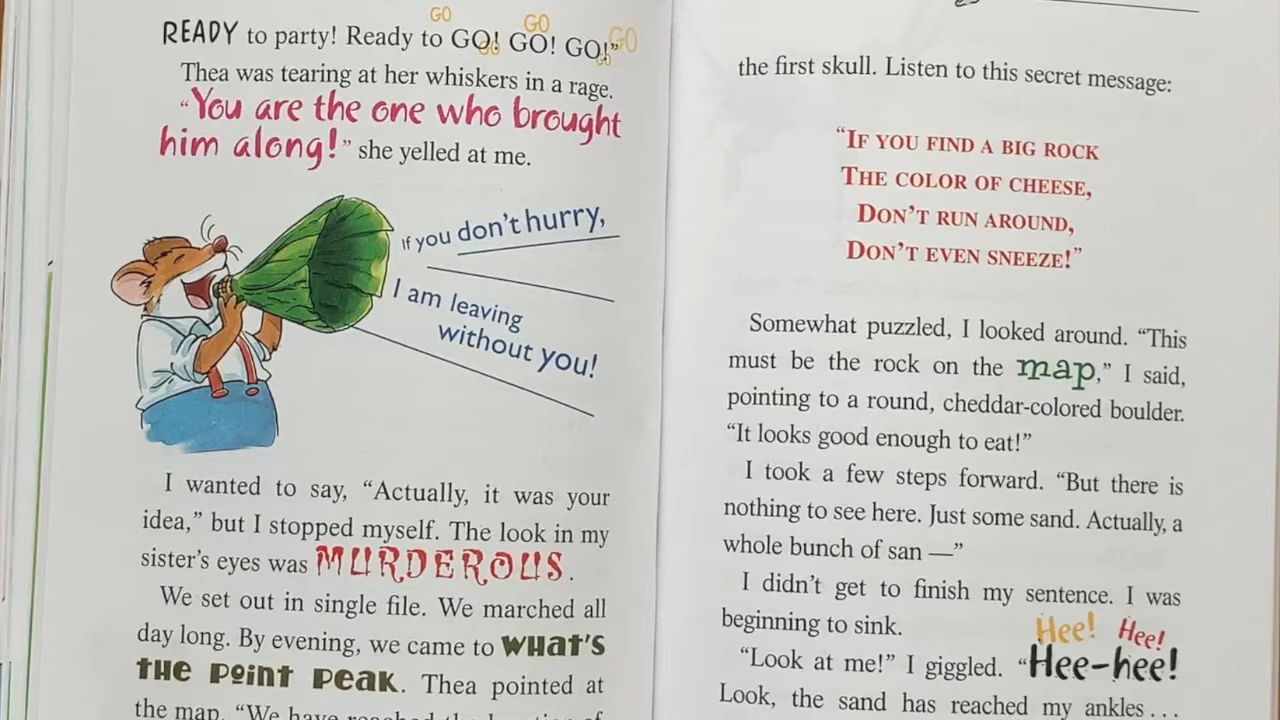 GO GO GO
READY to party! Ready to GO! GO! GO!”
GO GO
Thea was tearing at her whiskers in a rage.
“You are the one who brought
him along!” she yelled at me.
If you don't hurry,
I am leaving
without you!
I wanted to say, “Actually, it was your
idea,” but I stopped myself. The look in my
sister’s eyes was MURDEROUS.
We set out in single file. We marched all
day long. By evening, we came to WHAT'S
THE POINT PEAK. Thea pointed at
the map. “We have reached the
the first skull. Listen to this secret message:
“IF YOU FIND A BIG ROCK
THE COLOR OF CHEESE,
DON’T RUN AROUND,
DON’T EVEN SNEEZE!”
Somewhat puzzled, I looked around. “This
must be the rock on the map,” I said,
pointing to a round, cheddar-colored boulder.
“It looks good enough to eat!”
I took a few steps forward. “But there is
nothing to see here. Just some sand. Actually, a
whole bunch of san —”
I didn’t get to finish my sentence. I was
beginning to sink.
Hee! Hee!
“Look at me!” I giggled. “Hee-hee!
Look, the sand has reached my ankles...